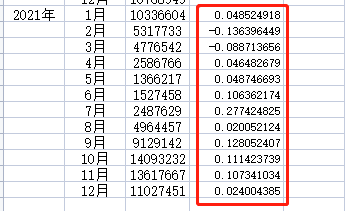 2021年 1月 10336604 0.048524918
2月 5317733 -0.136396449
3月 4776542 -0.088713656
4月 2586766 0.046482679
5月 1366217 0.048746693
6月 1527458 0.106362174
7月 2487629 0.277424825
8月 4964457 0.020052124
9月 9129142 0.128052407
10月 14093232 0.111423739
11月 13617667 0.107341034
12月 11027451 0.024004385